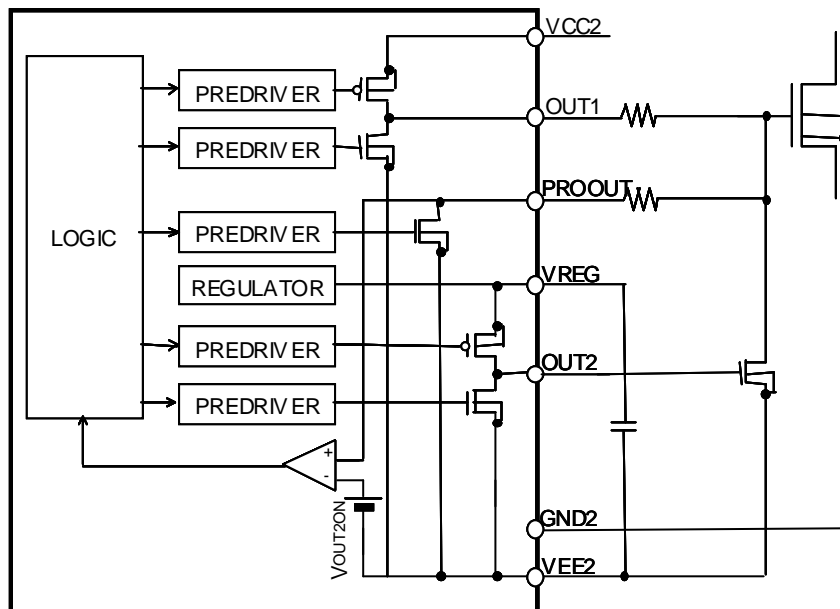 VCC2
PREDRIVER
OUT1
PREDRIVER
PROOUT
LOGIC
PREDRIVER
REGULATOR
VREG
PREDRIVER
OUT2
PREDRIVER
+
-
VOUT2ON
GND2
VEE2